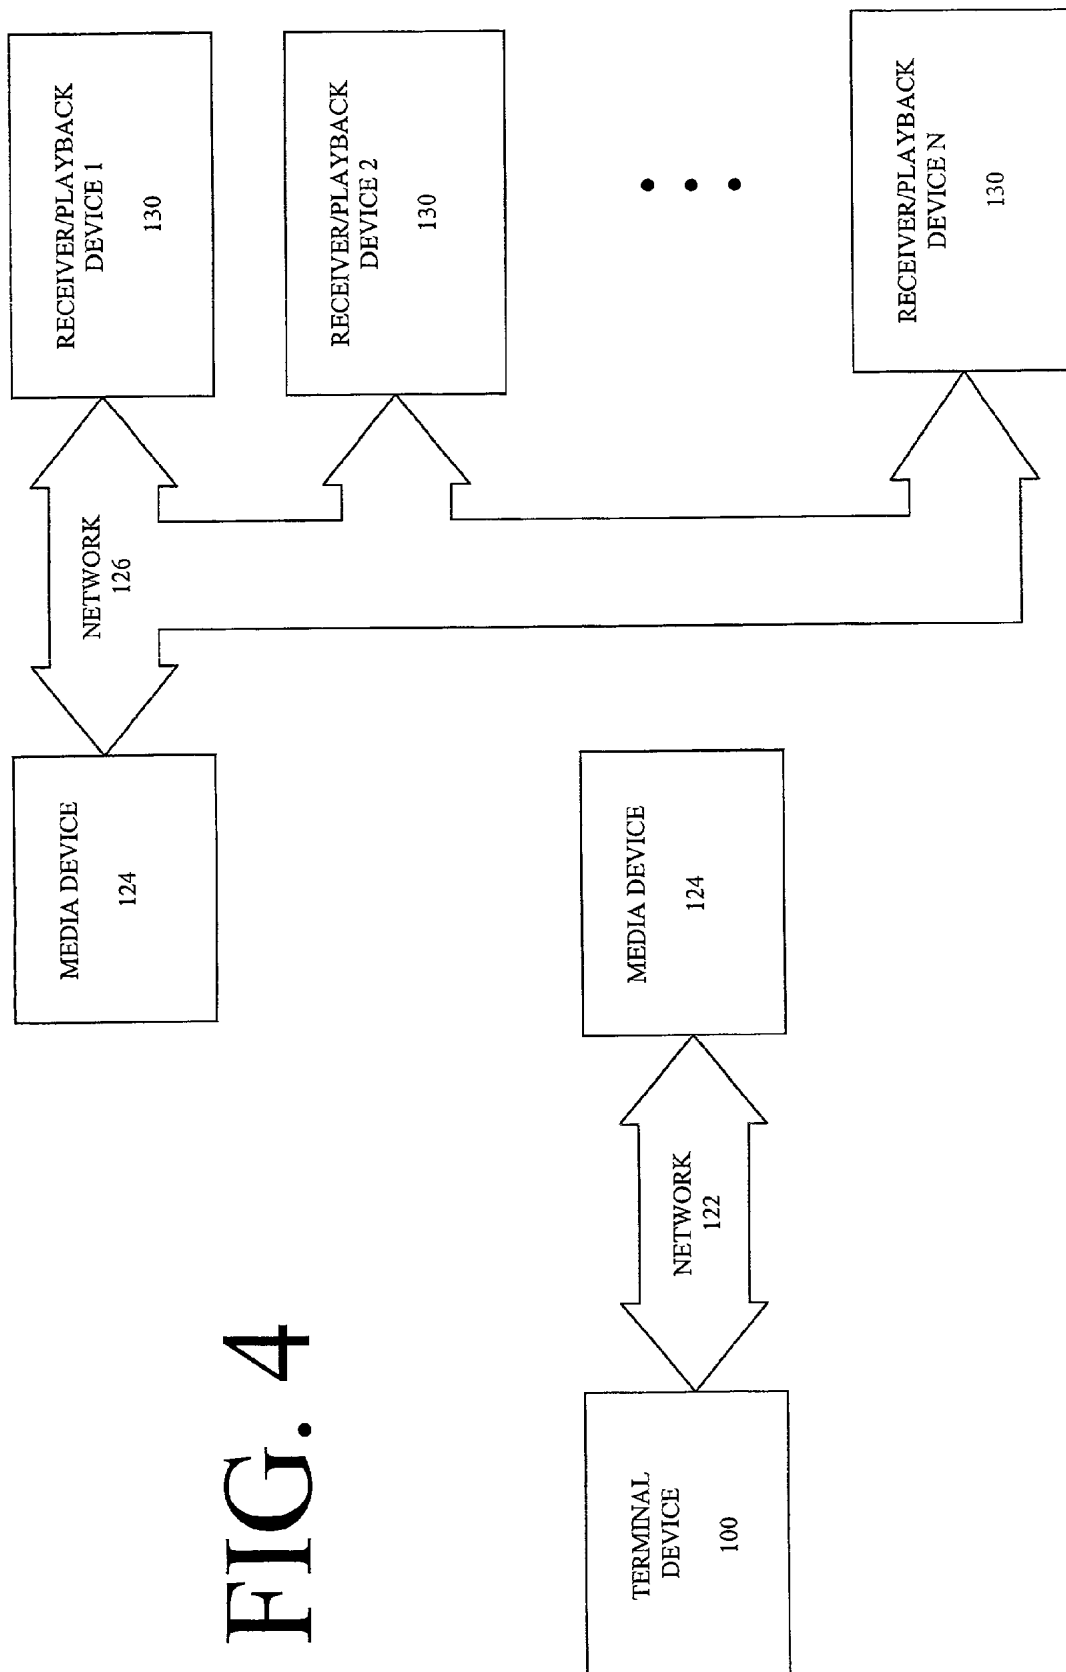 FIG. 4
MEDIA DEVICE
124
NETWORK
126
RECEIVER/PLAYBACK
DEVICE 1
130
RECEIVER/PLAYBACK
DEVICE 2
130
TERMINAL
DEVICE
100
NETWORK
122
MEDIA DEVICE
124
RECEIVER/PLAYBACK
DEVICE N
130